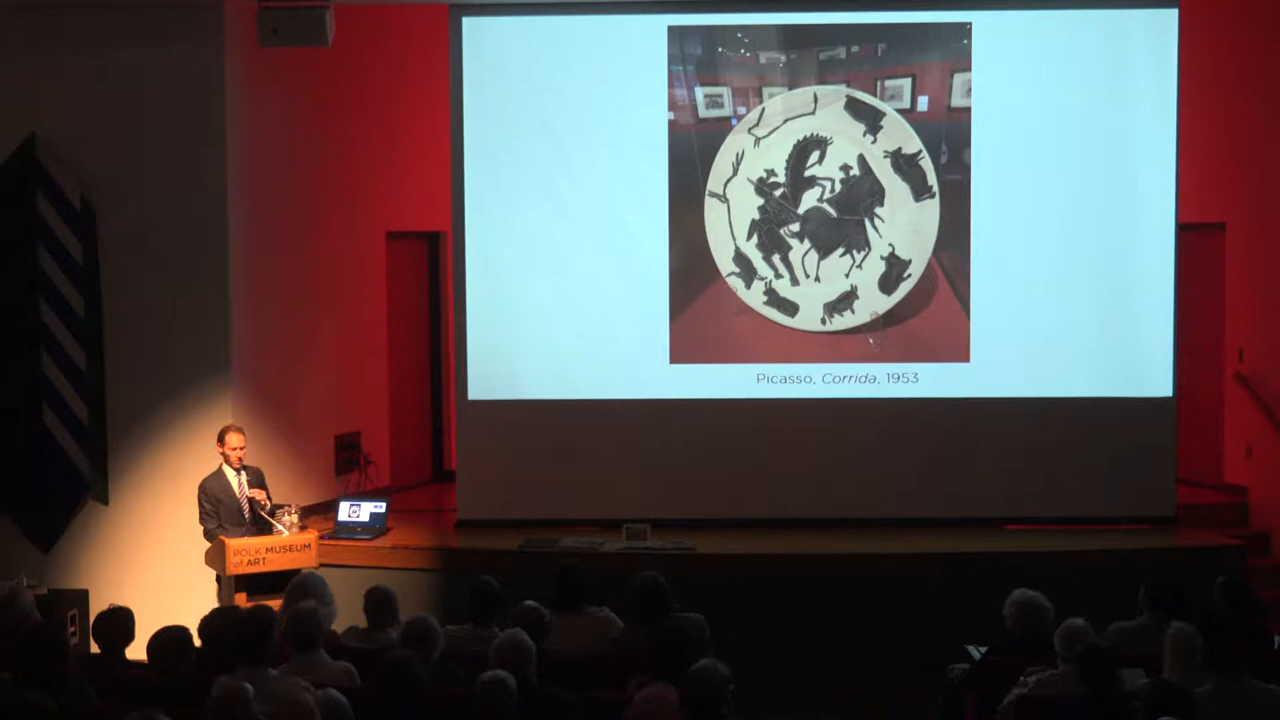 Picasso, Corrida, 1953
POLK MUSEUM
of ART